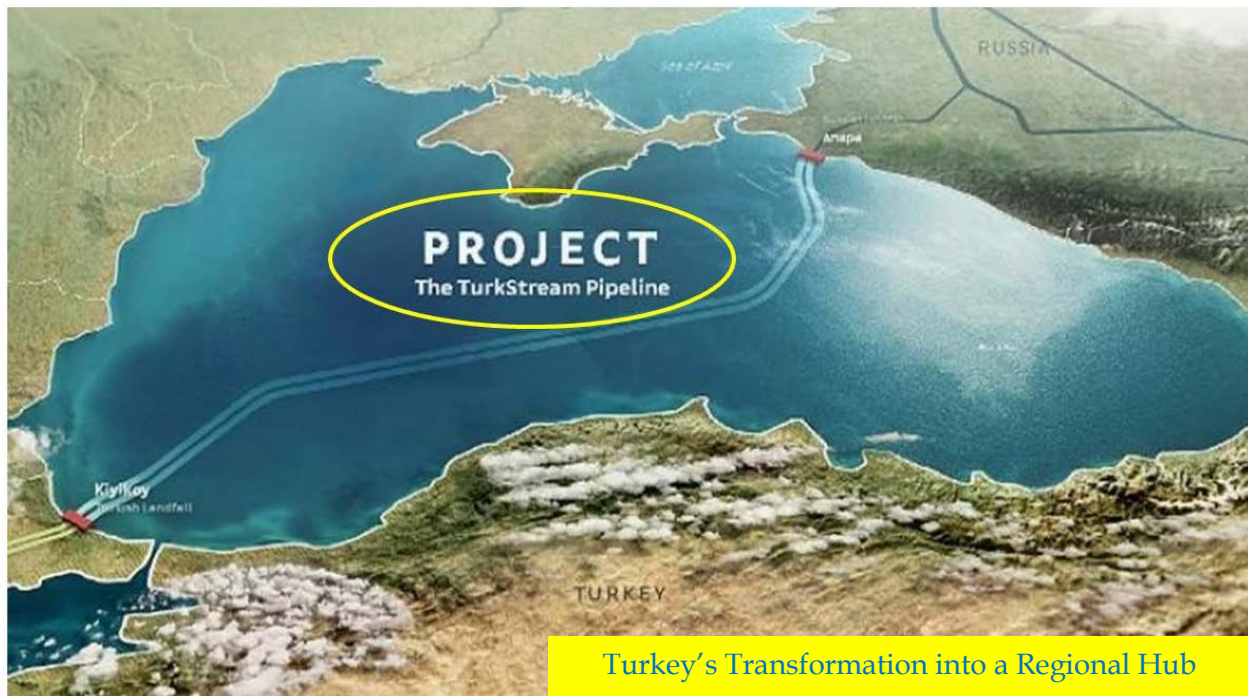 RUSSIA
Sea of Azov
Anapa
PROJECT
The TurkStream Pipeline
Kiyikoy
Turkish Landfall
TURKEY
Turkey's Transformation into a Regional Hub